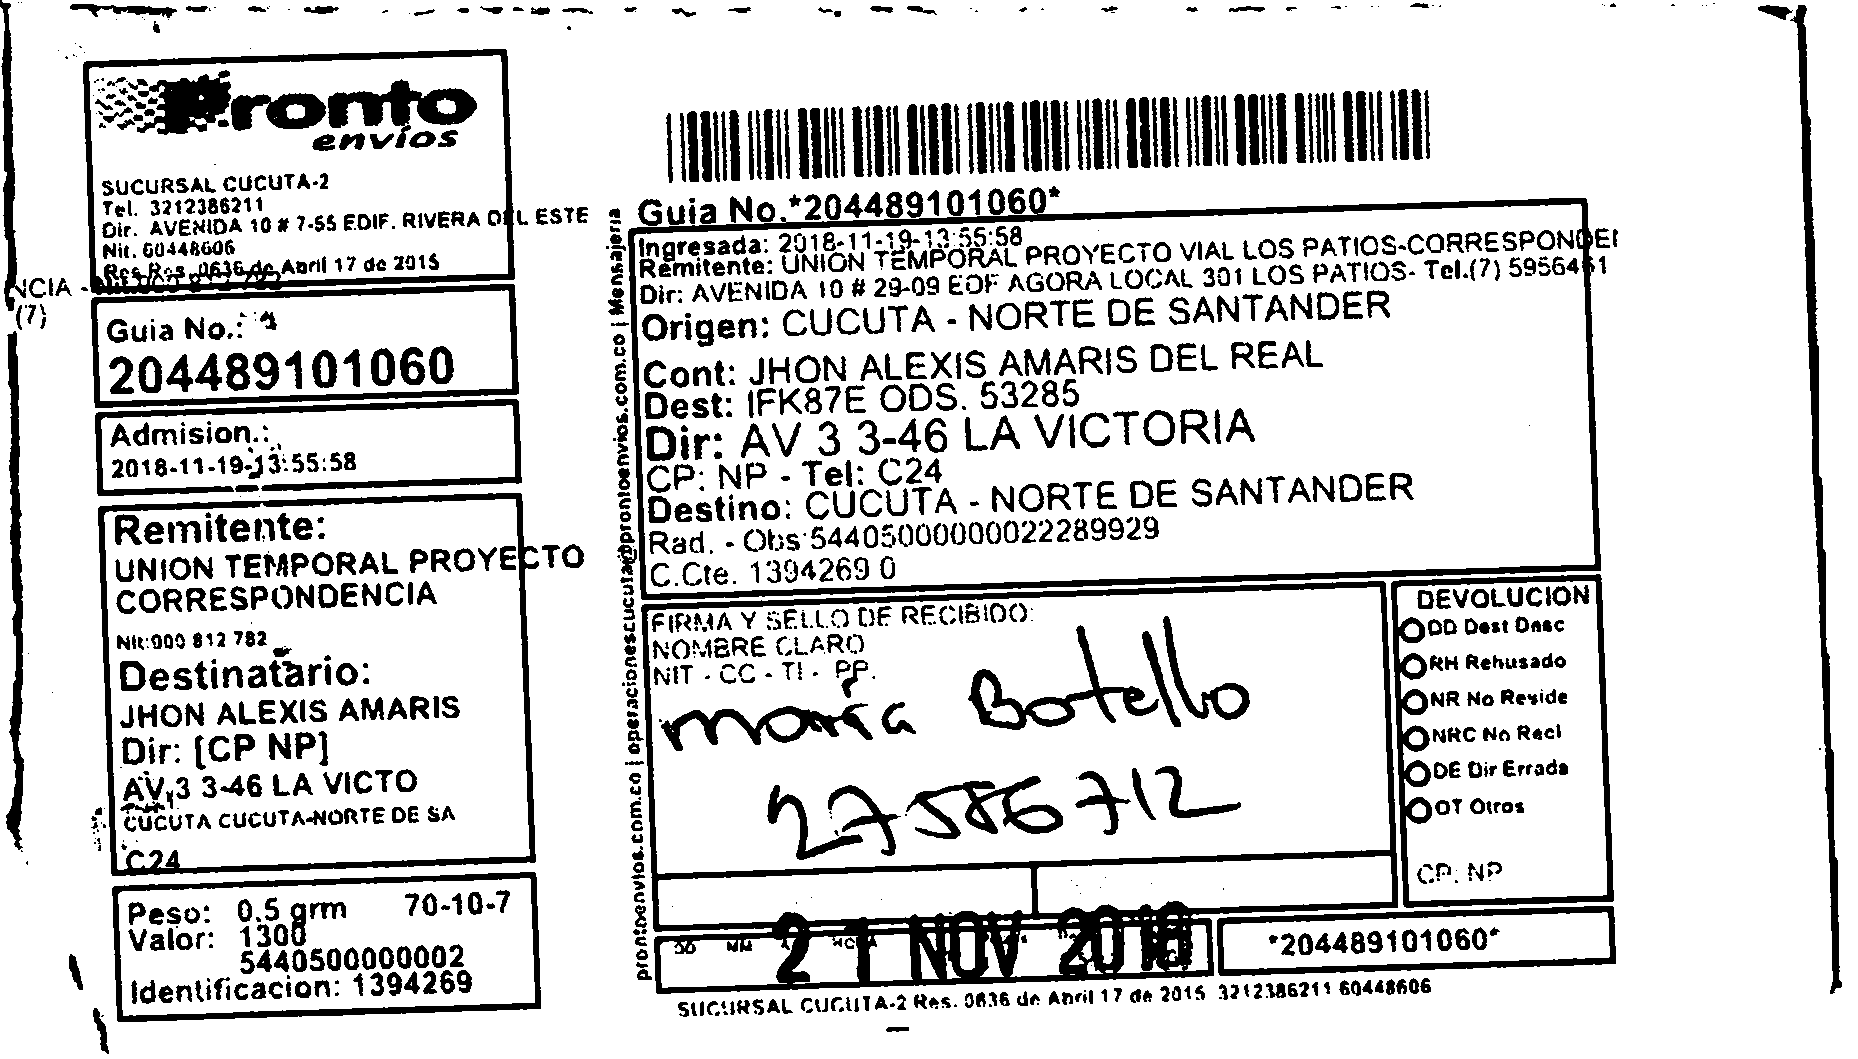 Pronto
envíos
SUCURSAL CUCUTA-2
Tel. 3212386211
Dir. AVENIDA 10 # 7-55 EDIF. RIVERA DEL ESTE
Nit. 60448606
Res. 0636 de Abril 17 de 2015
NCIA -
(7)
Guia No.:
204489101060
Admision.:
2018-11-19-13:55:58
Remitente:
UNION TEMPORAL PROYECTO
CORRESPONDENCIA
Nit:900 812 782
Destinatario:
JHON ALEXIS AMARIS
Dir: [CP NP]
AV 3 3-46 LA VICTO
CUCUTA CUCUTA-NORTE DE SA
C24
Peso: 0.5 grm 70-10-7
Valor: 1300
5440500000002
Identificacion: 1394269
prontoenvios.com.co | operacionescucuta@prontoenvios.com.co | Mensajeria
Guia No.*204489101060*
Ingresada: 2018-11-19-13:55:58
Remitente: UNION TEMPORAL PROYECTO VIAL LOS PATIOS-CORRESPONDE
Dir: AVENIDA 10 # 29-09 EDF AGORA LOCAL 301 LOS PATIOS- Tel.(7) 5956461
Origen: CUCUTA - NORTE DE SANTANDER
Cont: JHON ALEXIS AMARIS DEL REAL
Dest: IFK87E ODS. 53285
Dir: AV 3 3-46 LA VICTORIA
CP: NP - Tel: C24
Destino: CUCUTA - NORTE DE SANTANDER
Rad. - Obs:54405000000022289929
C.Cte. 1394269 0
FIRMA Y SELLO DE RECIBIDO:
NOMBRE CLARO
NIT - CC - TI - PP.
maría Botello
27586712
DEVOLUCION
DD Dest Desc
RH Rehusado
NR No Reside
NRC No Recl
DE Dir Errada
OT Otros
CP: NP
DD MM
21 NOV 2018
*204489101060*
SUCURSAL CUCUTA-2 Res. 0636 de Abril 17 de 2015 3212386211 60448606